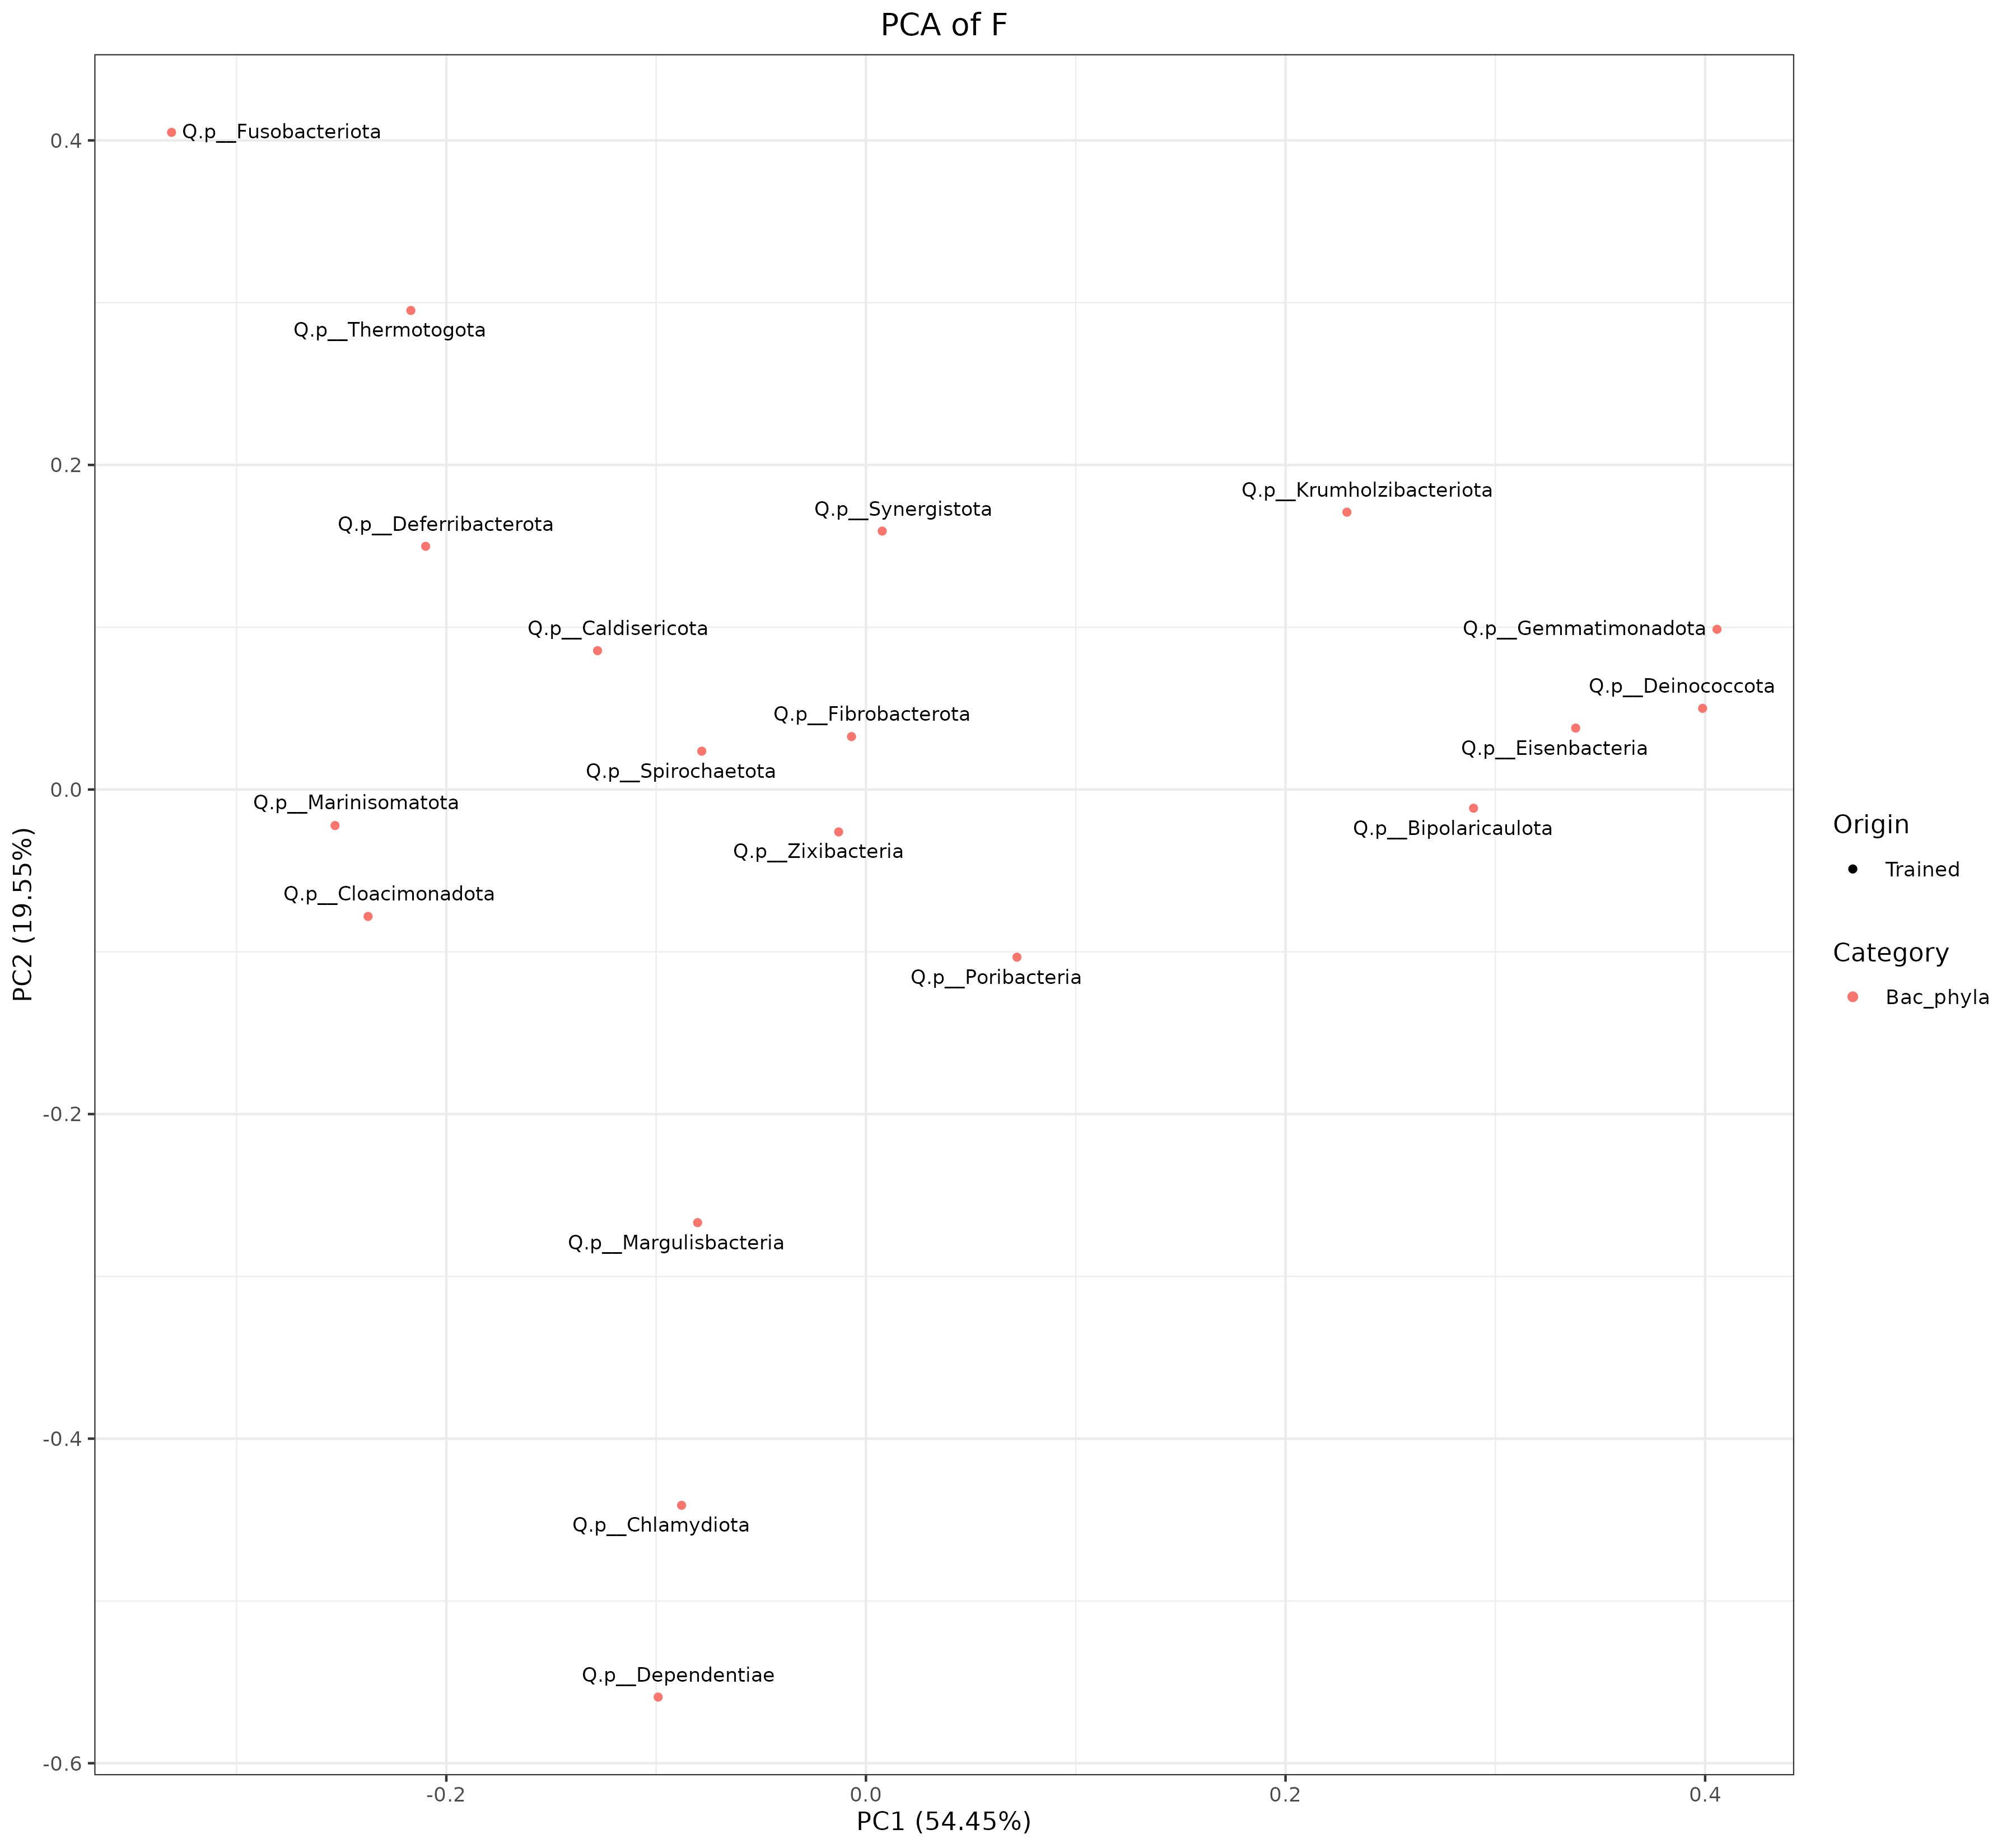 PCA of F
Q.p__Fusobacteriota
0.4
Q.p__Thermotogota
0.2
Q.p__Krumholzibacteriota
Q.p__Synergistota
Q.p__Deferribacterota
Q.p__Caldisericota
Q.p__Gemmatimonadota
Q.p__Deinococcota
Q.p__Fibrobacterota
Q.p__Eisenbacteria
Q.p__Spirochaetota
0.0
Q.p__Marinisomatota
Q.p__Bipolaricaulota
Q.p__Zixibacteria
Q.p__Cloacimonadota
Q.p__Poribacteria
-0.2
Q.p__Margulisbacteria
-0.4
Q.p__Chlamydiota
Q.p__Dependentiae
-0.6
-0.2
0.0
0.2
0.4
PC1 (54.45%)
PC2 (19.55%)
Origin
Trained
Category
Bac_phyla